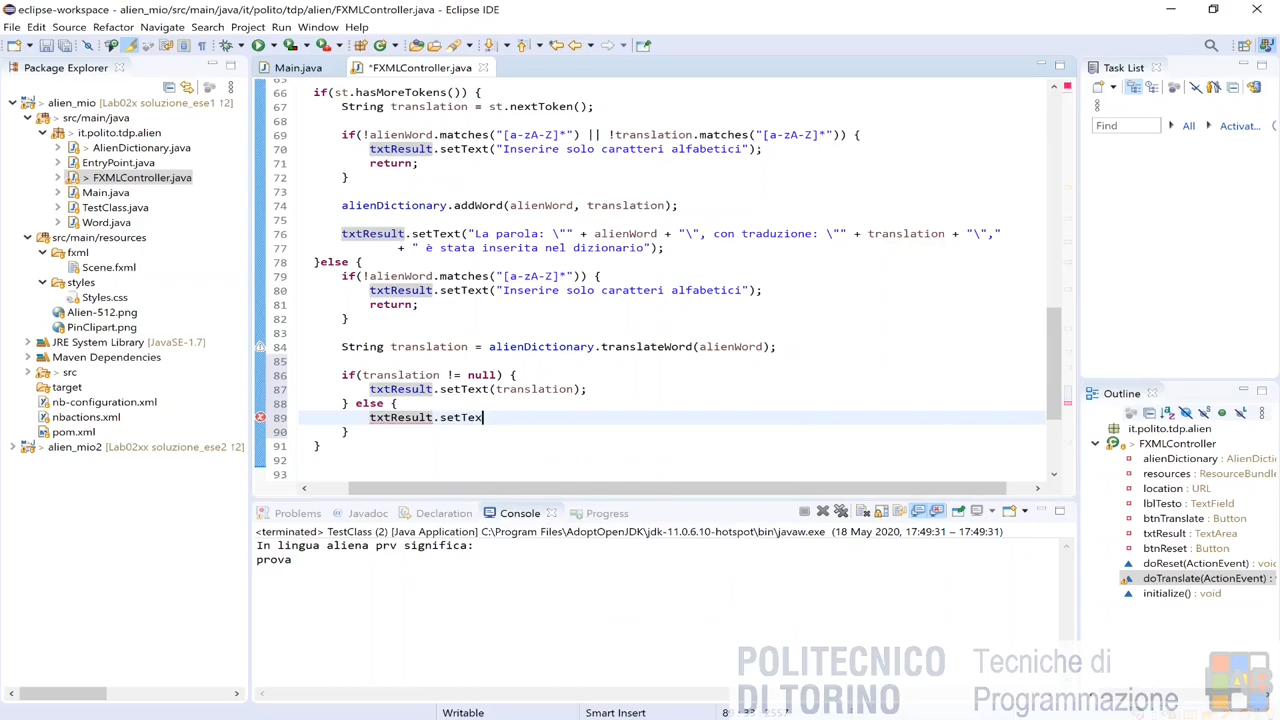 eclipse-workspace - alien_mio/src/main/java/it/polito/tdp/alien/FXMLController.java - Eclipse IDE
File Edit Source Refactor Navigate Search Project Run Window Help
Package Explorer
alien_mio [Lab02x soluzione_ese1 12]
src/main/java
it.polito.tdp.alien
> AlienDictionary.java
EntryPoint.java
> FXMLController.java
Main.java
TestClass.java
Word.java
src/main/resources
fxml
Scene.fxml
styles
Styles.css
Alien-512.png
PinClipart.png
JRE System Library [JavaSE-1.7]
Maven Dependencies
src
target
nb-configuration.xml
nbactions.xml
pom.xml
alien_mio2 [Lab02xx soluzione_ese2 12]
Main.java
*FXMLController.java
65
66 if(st.hasMoreTokens()) {
67 String translation = st.nextToken();
68
69 if(!alienWord.matches("[a-zA-Z]*") || !translation.matches("[a-zA-Z]*")) {
70 txtResult.setText("Inserire solo caratteri alfabetici");
71 return;
72 }
73
74 alienDictionary.addWord(alienWord, translation);
75
76 txtResult.setText("La parola: \"" + alienWord + "\", con traduzione: \"" + translation + "\","
77 + " è stata inserita nel dizionario");
78 }else {
79 if(!alienWord.matches("[a-zA-Z]*")) {
80 txtResult.setText("Inserire solo caratteri alfabetici");
81 return;
82 }
83
84 String translation = alienDictionary.translateWord(alienWord);
85
86 if(translation != null) {
87 txtResult.setText(translation);
88 } else {
89 txtResult.setTex
90 }
91 }
92
93
Problems Javadoc Declaration Console Progress
<terminated> TestClass (2) [Java Application] C:\Program Files\AdoptOpenJDK\jdk-11.0.6.10-hotspot\bin\javaw.exe (18 May 2020, 17:49:31 – 17:49:31)
In lingua aliena prv significa:
prova
Task List
Find All Activat...
Outline
it.polito.tdp.alien
FXMLController
alienDictionary : AlienDictio
resources : ResourceBundle
location : URL
lblTesto : TextField
btnTranslate : Button
txtResult : TextArea
btnReset : Button
doReset(ActionEvent) : void
doTranslate(ActionEvent) :
initialize() : void
POLITECNICO
DI TORINO
Tecniche di
Programmazione
Writable Smart Insert